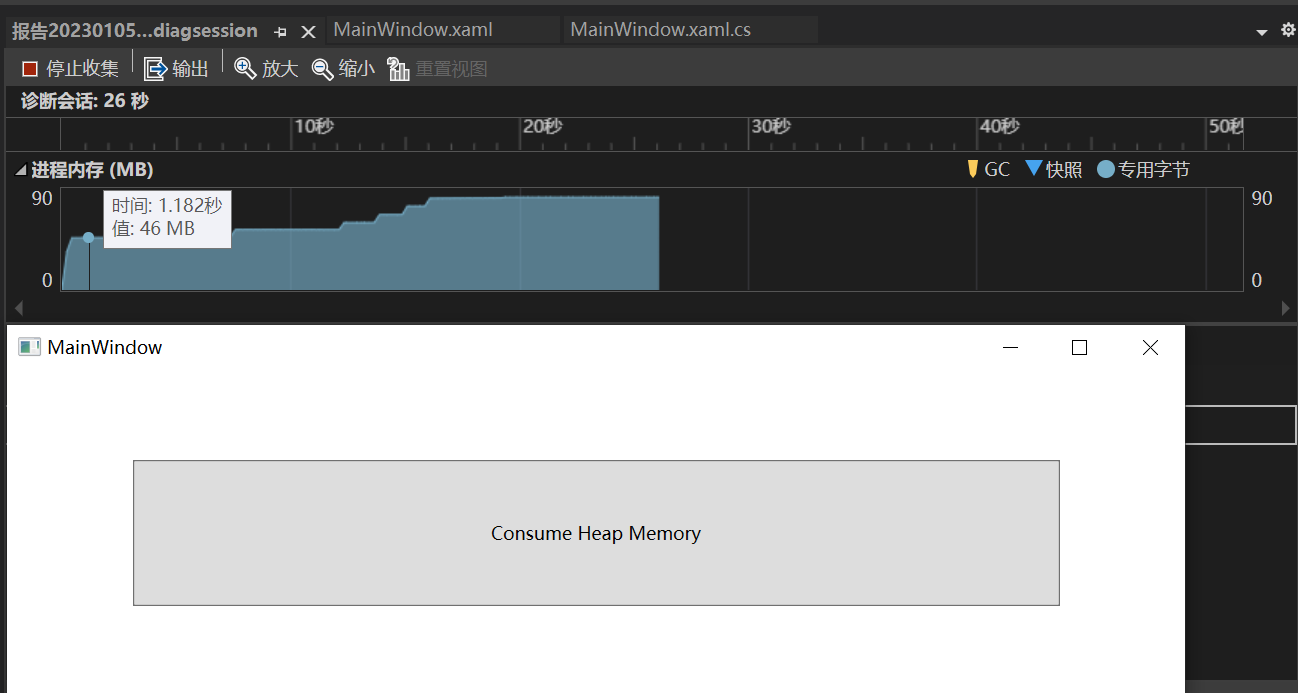 报告20230105...diagsession MainWindow.xaml MainWindow.xaml.cs
停止收集 输出 放大 缩小 重置视图
诊断会话: 26 秒
10秒 20秒 30秒 40秒 50秒
进程内存 (MB) GC 快照 专用字节
90 90
时间: 1.182秒
值: 46 MB
0 0
MainWindow
Consume Heap Memory